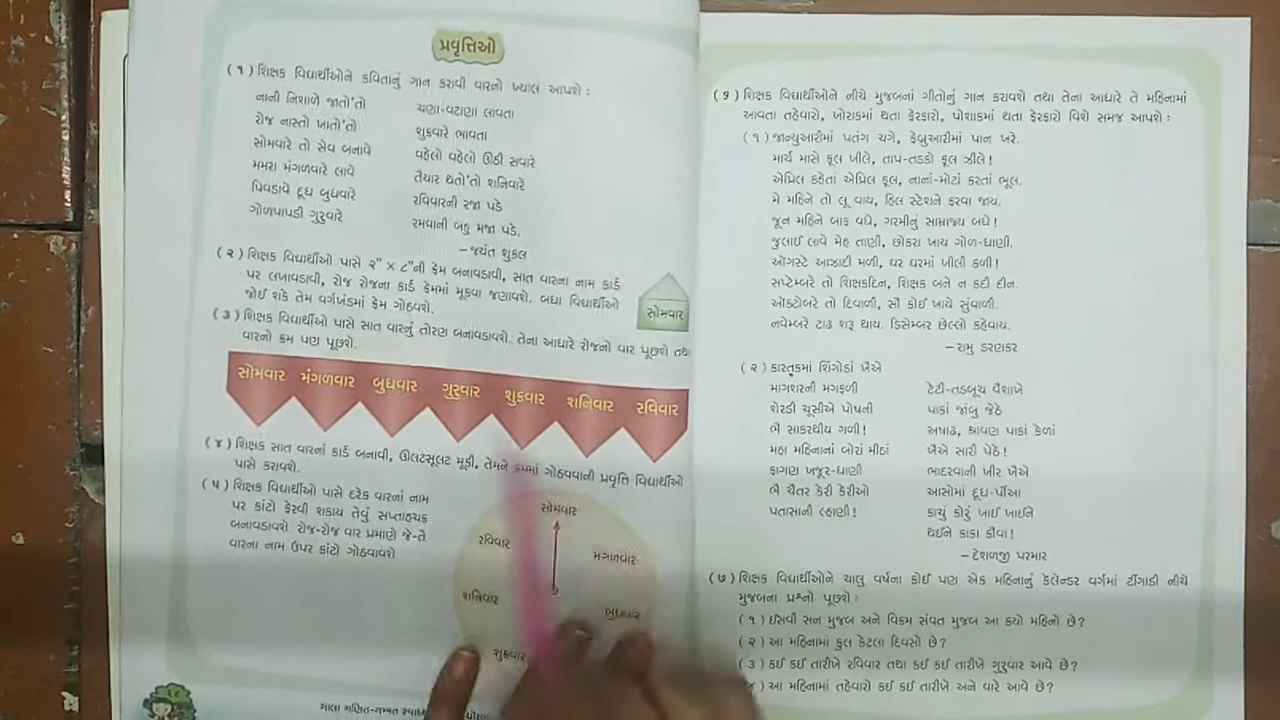 પ્રવૃત્તિઓ
(૧) શિક્ષક વિદ્યાર્થીઓને કવિતાનું ગાન કરાવી વારનો ખ્યાલ આપશે :
નાની નિશાળે જાતો'તો
રોજ નાસ્તો ખાતો'તો
સોમવારે તો સેવ બનાવે
મમરા મંગળવારે લાવે
પિવડાવે દૂધ બુધવારે
ગોળપાપડી ગુરુવારે
ચણા-વટાણા લાવતા
શુક્રવારે ભાવતા
વહેલો વહેલો ઊઠી સવારે
તૈયાર થતો'તો શનિવારે
રવિવારની રજા પડે
રમવાની બહુ મજા પડે.
– જયંત શુક્લ
(૨) શિક્ષક વિદ્યાર્થીઓ પાસે ૨" × ૮"ની ફ્રેમ બનાવડાવી, સાત વારના નામ કાર્ડ
પર લખાવડાવી, રોજ રોજના કાર્ડ ફ્રેમમાં મૂકવા જણાવશે. બધા વિદ્યાર્થીઓ
જોઈ શકે તેમ વર્ગખંડમાં ફ્રેમ ગોઠવશે.
સોમવાર
(૩) શિક્ષક વિદ્યાર્થીઓ પાસે સાત વારનું તોરણ બનાવડાવશે. તેના આધારે રોજનો વાર પૂછશે તથા
વારનો ક્રમ પણ પૂછશે.
સોમવાર મંગળવાર બુધવાર ગુરુવાર શુક્રવાર શનિવાર રવિવાર
(૪) શિક્ષક સાત વારનાં કાર્ડ બનાવી, ઊલટસૂલટ મૂકી, તેમને ક્રમમાં ગોઠવવાની પ્રવૃત્તિ વિદ્યાર્થીઓ
પાસે કરાવશે.
(૫) શિક્ષક વિદ્યાર્થીઓ પાસે દરેક વારનાં નામ
પર કાંટો ફેરવી શકાય તેવું સપ્તાહચક્ર
બનાવડાવશે રોજ-રોજ વાર પ્રમાણે જે-તે
વારના નામ ઉપર કાંટો ગોઠવાવશે
સોમવાર
રવિવાર
મંગળવાર
શનિવાર
બુધવાર
શુક્રવાર
ગાલા ગણિત-ગમ્મત
(૬) શિક્ષક વિદ્યાર્થીઓને નીચે મુજબનાં ગીતોનું ગાન કરાવશે તથા તેના આધારે તે મહિનામાં
આવતા તહેવારો, ખોરાકમાં થતા ફેરફારો, પોશાકમાં થતા ફેરફારો વિશે સમજ આપશે :
(૧) જાન્યુઆરીમાં પતંગ ચગે, ફેબ્રુઆરીમાં પાન ખરે.
માર્ચ માસે ફૂલ ખીલે, તાપ-તડકો ફૂલ ઝીલે!
એપ્રિલ કહેતાં એપ્રિલ ફૂલ, નાનાં-મોટાં કરતાં ભૂલ.
મે મહિને તો લૂ વાય, હિલ સ્ટેશને ફરવા જાય.
જૂન મહિને બાફ વધે, ગરમીનું સામ્રાજ્ય બધે!
જુલાઈ લાવે મેહ તાણી, છોકરા ખાય ગોળ-ધાણી.
ઑગસ્ટે આઝાદી મળી, ઘર ઘરમાં ખીલી કળી!
સપ્ટેમ્બરે તો શિક્ષકદિન, શિક્ષક બને ન કદી દીન.
ઑક્ટોબરે તો દિવાળી, સૌ કોઈ ખાયે સુંવાળી.
નવેમ્બરે ટાઢ શરૂ થાય. ડિસેમ્બર છેલ્લો કહેવાય.
– રામુ ડરણકર
(૨) કારતકમાં શિંગોડાં ખૈએ
માગશરની મગફળી
શેરડી ચૂસીએ પોષની
ભૈ સાકરથીય ગળી!
મહા મહિનાનાં બોરાં મીઠાં
ફાગણ ખજૂર-ધાણી
ભૈ ચૈતર કેરી કેરીઓ
પતાસાની લ્હાણી!
ટેટી-તડબૂચ વૈશાખે
પાકાં જાંબુ જેઠે
અષાઢ, શ્રાવણ પાકાં કેળાં
ખૈએ સારી પેઠે!
ભાદરવાની ખીર ખૈએ
આસોમાં દૂધ-પૌંઆ
કાચું કોરું ખાઈ ખાઈને
થઈને કાકા કૌવા!
– દેશળજી પરમાર
(૭) શિક્ષક વિદ્યાર્થીઓને ચાલુ વર્ષના કોઈ પણ એક મહિનાનું કૅલેન્ડર વર્ગમાં ટીંગાડી નીચે
મુજબના પ્રશ્નો પૂછશે :
(૧) ઈસવી સન મુજબ અને વિક્રમ સંવત મુજબ આ કયો મહિનો છે?
(૨) આ મહિનામાં કુલ કેટલા દિવસો છે?
(૩) કઈ કઈ તારીખે રવિવાર તથા કઈ કઈ તારીખે ગુરુવાર આવે છે?
) આ મહિનામાં તહેવારો કઈ કઈ તારીખે અને વારે આવે છે?